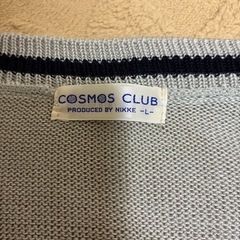 COSMOS CLUB
PRODUCED BY NIKKE -L-